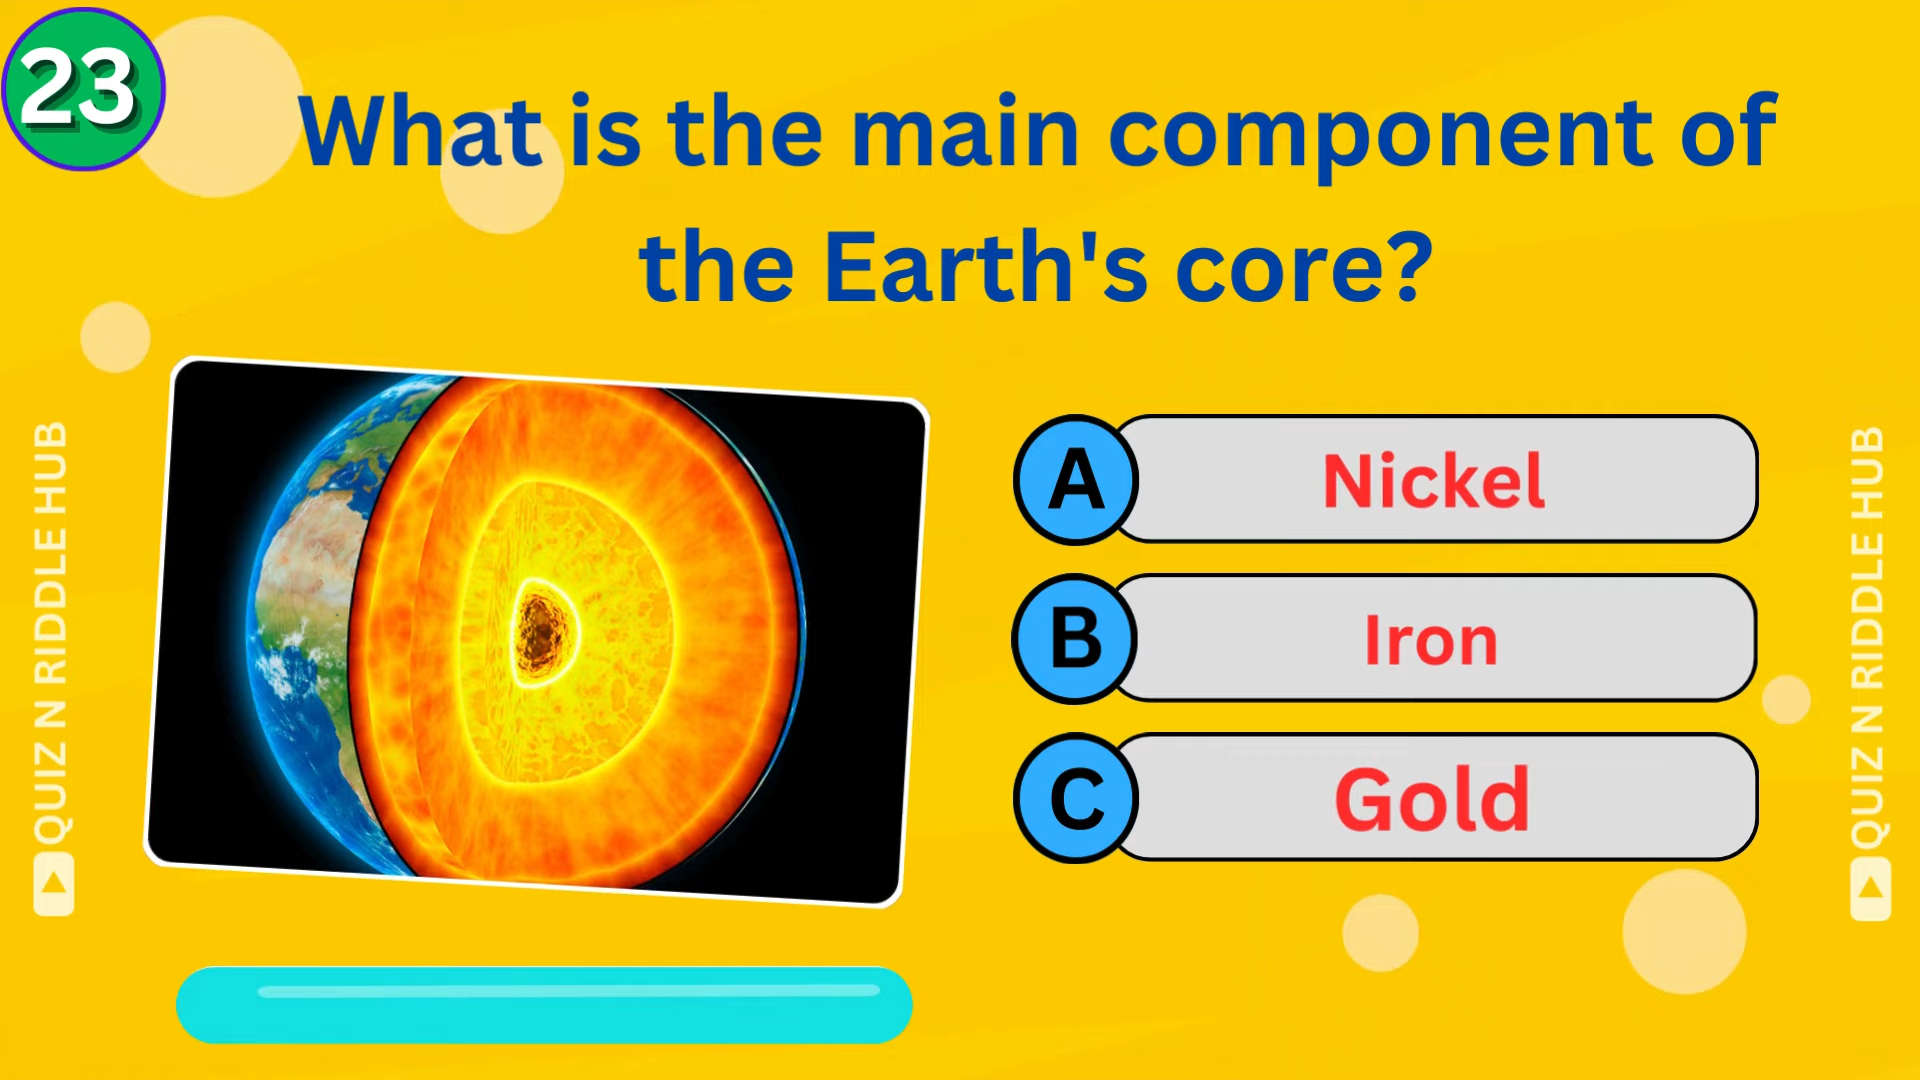 23
What is the main component of
the Earth's core?
A Nickel
B Iron
C Gold
QUIZ N RIDDLE HUB
QUIZ N RIDDLE HUB